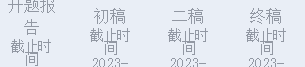 开题报 初稿 二稿 终稿
告 截止时 截止时 截止时
截止时 间 间 间
间 2023- 2023- 2023-